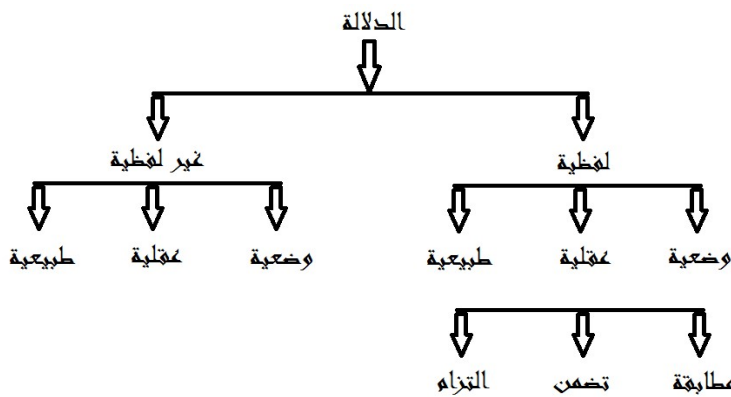 الدلالة
لفظية غير لفظية
وضعية عقلية طبيعية وضعية عقلية طبيعية
مطابقة تضمن التزام